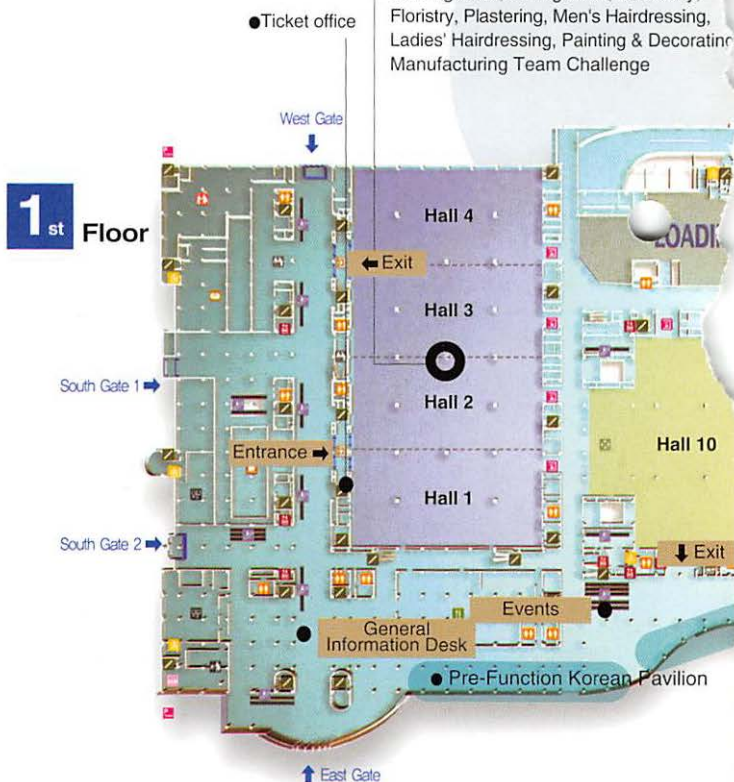 ●Ticket office
Floristry, Plastering, Men's Hairdressing,
Ladies' Hairdressing, Painting & Decorating
Manufacturing Team Challenge
West Gate
1st Floor
Hall 4
LOADI
← Exit
Hall 3
South Gate 1 →
Hall 2
Entrance →
Hall 10
Hall 1
South Gate 2 →
↓ Exit
Events
General
Information Desk
● Pre-Function Korean Pavilion
↑ East Gate